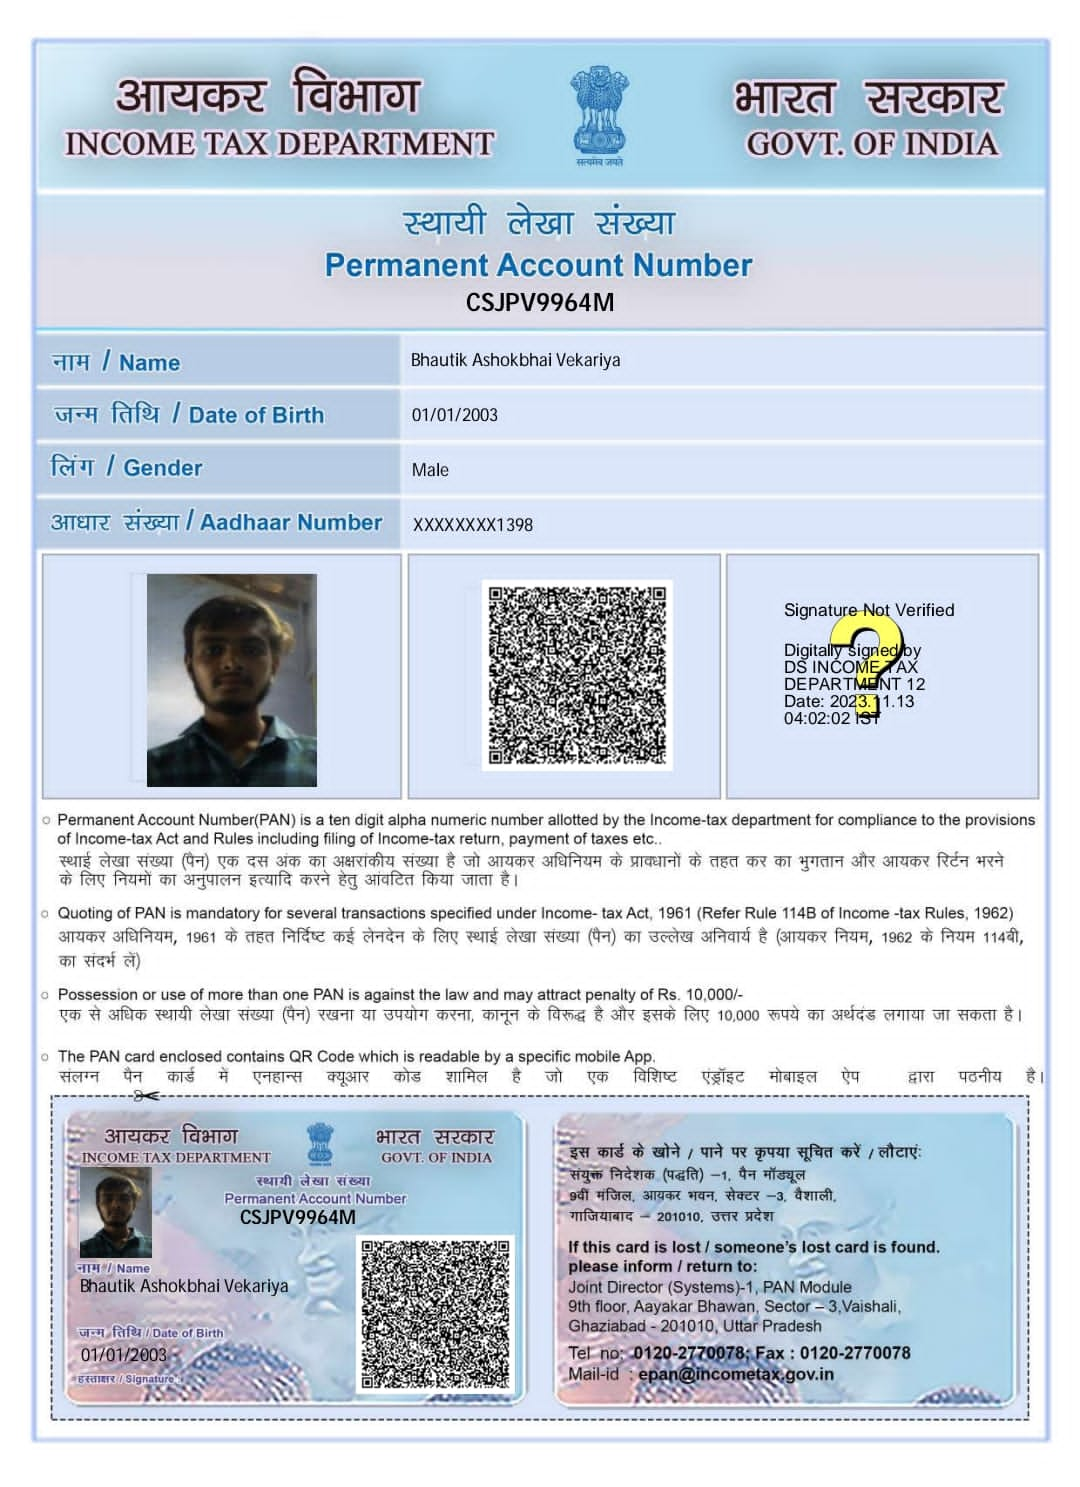 आयकर विभाग
INCOME TAX DEPARTMENT
सत्यमेव जयते
भारत सरकार
GOVT. OF INDIA
स्थायी लेखा संख्या
Permanent Account Number
CSJPV9964M
नाम / Name
Bhautik Ashokbhai Vekariya
जन्म तिथि / Date of Birth
01/01/2003
लिंग / Gender
Male
आधार संख्या / Aadhaar Number
XXXXXXXX1398
Signature Not Verified
Digitally signed by
DS INCOME TAX
DEPARTMENT 12
Date: 2023.11.13
04:02:02 IST
○ Permanent Account Number(PAN) is a ten digit alpha numeric number allotted by the Income-tax department for compliance to the provisions
of Income-tax Act and Rules including filing of Income-tax return, payment of taxes etc..
स्थाई लेखा संख्या (पैन) एक दस अंक का अक्षरांकीय संख्या है जो आयकर अधिनियम के प्रावधानों के तहत कर का भुगतान और आयकर रिर्टन भरने
के लिए नियमों का अनुपालन इत्यादि करने हेतु आंवटित किया जाता है।
○ Quoting of PAN is mandatory for several transactions specified under Income- tax Act, 1961 (Refer Rule 114B of Income -tax Rules, 1962)
आयकर अधिनियम, 1961 के तहत निर्दिष्ट कई लेनदेन के लिए स्थाई लेखा संख्या (पैन) का उल्लेख अनिवार्य है (आयकर नियम, 1962 के नियम 114बी,
का संदर्भ लें)
○ Possession or use of more than one PAN is against the law and may attract penalty of Rs. 10,000/-
एक से अधिक स्थायी लेखा संख्या (पैन) रखना या उपयोग करना, कानून के विरूद्ध है और इसके लिए 10,000 रूपये का अर्थदंड लगाया जा सकता है।
○ The PAN card enclosed contains QR Code which is readable by a specific mobile App.
संलग्न पैन कार्ड में एनहान्स क्यूआर कोड शामिल है जो एक विशिष्ट एंड्रॉइट मोबाइल ऐप द्वारा पठनीय है।
आयकर विभाग
INCOME TAX DEPARTMENT
भारत सरकार
GOVT. OF INDIA
स्थायी लेखा संख्या
Permanent Account Number
CSJPV9964M
नाम / Name
Bhautik Ashokbhai Vekariya
जन्म तिथि / Date of Birth
01/01/2003
हस्ताक्षर / Signature :
इस कार्ड के खोने / पाने पर कृपया सूचित करें / लौटाएं:
संयुक्त निदेशक (पद्धति) –1, पैन मॉड्यूल
9वीं मंजिल, आयकर भवन, सेक्टर –3, वैशाली,
गाजियाबाद – 201010, उत्तर प्रदेश
If this card is lost / someone's lost card is found.
please inform / return to:
Joint Director (Systems)-1, PAN Module
9th floor, Aayakar Bhawan, Sector – 3,Vaishali,
Ghaziabad - 201010, Uttar Pradesh
Tel no: 0120-2770078; Fax : 0120-2770078
Mail-id : epan@incometax.gov.in